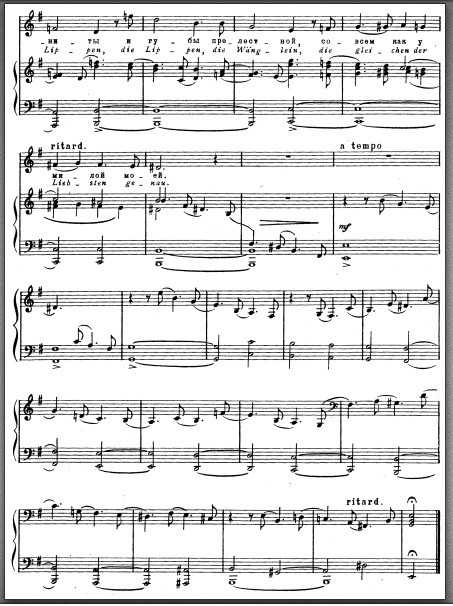 - ни - ты и гу - бы пре-лест - ной, со - всем как у
Lip - pen, die Lip - pen, die Wäng - lein, die glei - chen der
ritard.
a tempo
ми - лой мо - ей.
Lieb - sten ge - nau.
mf
ritard.